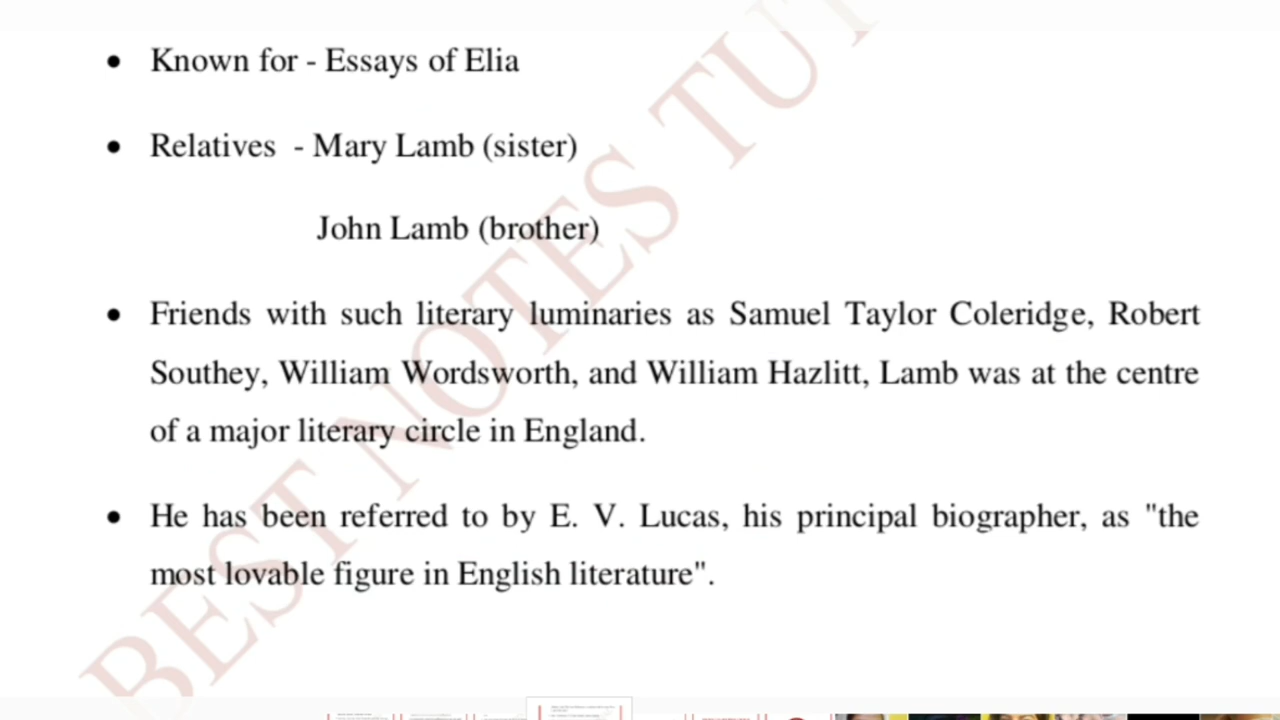 • Known for - Essays of Elia
• Relatives - Mary Lamb (sister)
John Lamb (brother)
• Friends with such literary luminaries as Samuel Taylor Coleridge, Robert
Southey, William Wordsworth, and William Hazlitt, Lamb was at the centre
of a major literary circle in England.
• He has been referred to by E. V. Lucas, his principal biographer, as "the
most lovable figure in English literature".
BEST NOTES TUT